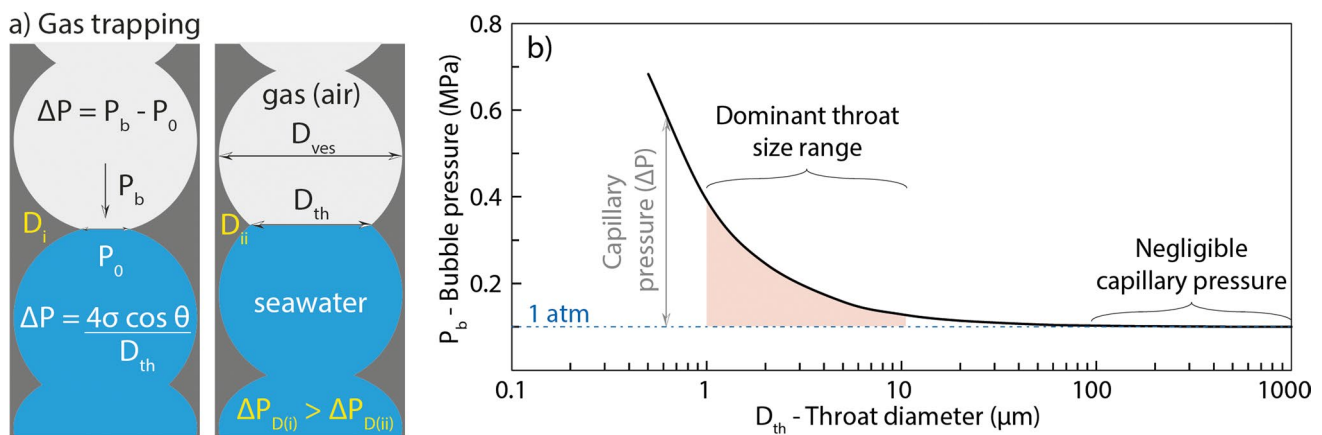 a) Gas trapping
ΔP = P_b - P_0
P_b
D_i
P_0
ΔP = 4σ cos θ
D_th
gas (air)
D_ves
D_th
D_ii
seawater
ΔP_D(i) > ΔP_D(ii)
b)
P_b - Bubble pressure (MPa)
0.8
0.6
0.4
0.2
Capillary
pressure (ΔP)
Dominant throat
size range
Negligible
capillary pressure
1 atm
0.1
1
10
100
1000
D_th - Throat diameter (μm)